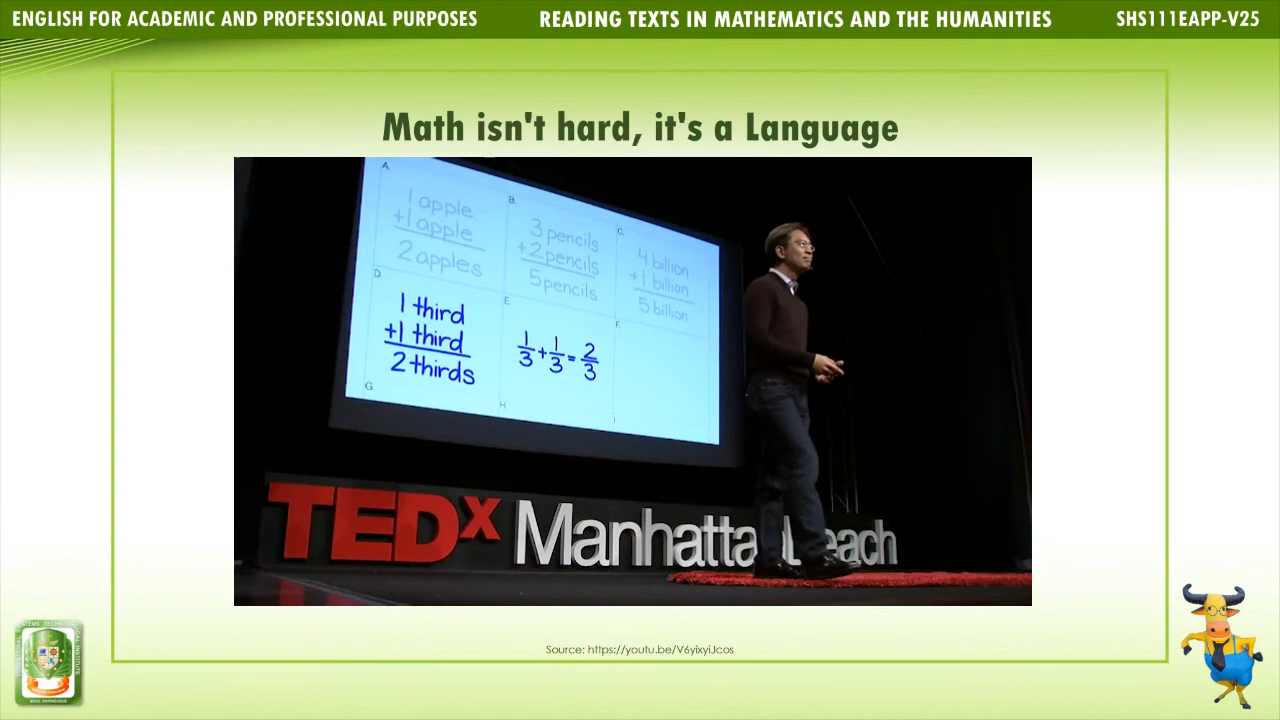 ENGLISH FOR ACADEMIC AND PROFESSIONAL PURPOSES
READING TEXTS IN MATHEMATICS AND THE HUMANITIES
SHS111EAPP-V25
Math isn't hard, it's a Language
A.
1 apple
+1 apple
2 apples
B.
3 pencils
+2 pencils
5 pencils
C.
4 billion
+1 billion
5 billion
D.
1 third
+1 third
2 thirds
E.
1/3 + 1/3 = 2/3
F.
G.
H.
I
TEDx Manhatta Beach
Source: https://youtu.be/V6yixyiJcos